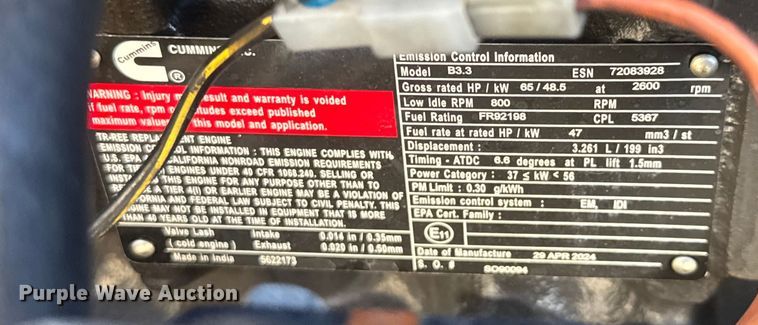 Cummins
CUMMINS
®
WARNING : Injury may result and warranty is voided
if fuel rate, rpm or altitudes exceed published
maximum values this model and application.
TR-REE REPLACEMENT ENGINE
EMISSION CONTROL INFORMATION : THIS ENGINE COMPLIES WITH
U.S. EPA CALIFORNIA NONROAD EMISSION REQUIREMENTS
FOR ENGINES UNDER 40 CFR 1068.240. SELLING OR
THIS ENGINE FOR ANY PURPOSE OTHER THAN TO
A TIER 4(I) OR EARLIER ENGINE MAY BE A VIOLATION OF
AND FEDERAL LAW SUBJECT TO CIVIL PENALTY. THIS
ENGINE MAY NOT BE INSTALLED IN EQUIPMENT THAT IS MORE
THAN 40 YEARS OLD AT THE TIME OF INSTALLATION.
Valve Lash Intake 0.014 in / 0.35mm
( cold engine ) Exhaust 0.020 in / 0.50mm
Made in India 5622173
Emission Control Information
Model B3.3 ESN 72083928
Gross rated HP / kW 65 / 48.5 at 2600 rpm
Low Idle RPM 800 RPM
Fuel Rating FR92198 CPL 5367
Fuel rate at rated HP / kW 47 mm3 / st
Displacement : 3.261 L / 199 in3
Timing - ATDC 6.6 degrees at PL lift 1.5mm
Power Category : 37 ≤ kW < 56
PM Limit : 0.30 g/kWh
Emission control system : EM, IDI
EPA Cert. Family :
E11
Date of Manufacture 29 APR 2024
S. O. # SO90094
Purple Wave Auction